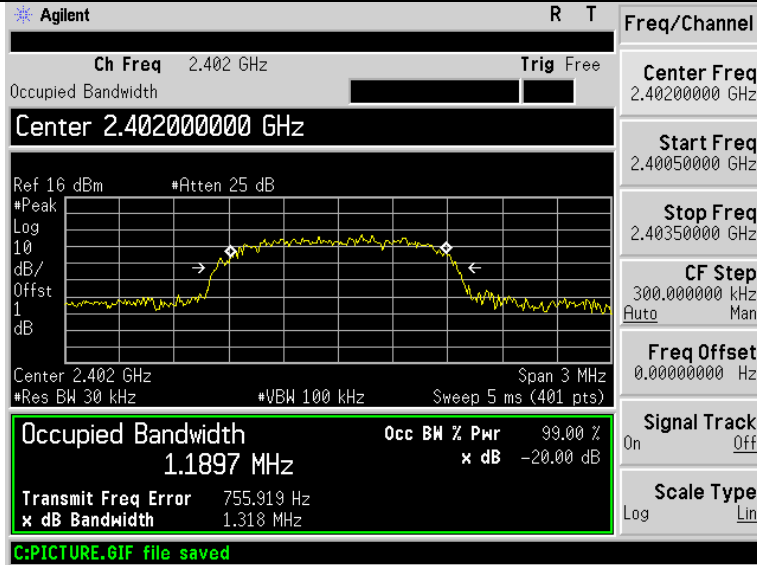 Agilent R T
Ch Freq 2.402 GHz Trig Free
Occupied Bandwidth
Center 2.402000000 GHz
Ref 16 dBm #Atten 25 dB
#Peak
Log
10
dB/
Offst
1
dB
Center 2.402 GHz Span 3 MHz
#Res BW 30 kHz #VBW 100 kHz Sweep 5 ms (401 pts)
Occupied Bandwidth Occ BW % Pwr 99.00 %
1.1897 MHz x dB -20.00 dB
Transmit Freq Error 755.919 Hz
x dB Bandwidth 1.318 MHz
C:PICTURE.GIF file saved
Freq/Channel
Center Freq
2.40200000 GHz
Start Freq
2.40050000 GHz
Stop Freq
2.40350000 GHz
CF Step
300.000000 kHz
Auto Man
Freq Offset
0.00000000 Hz
Signal Track
On Off
Scale Type
Log Lin